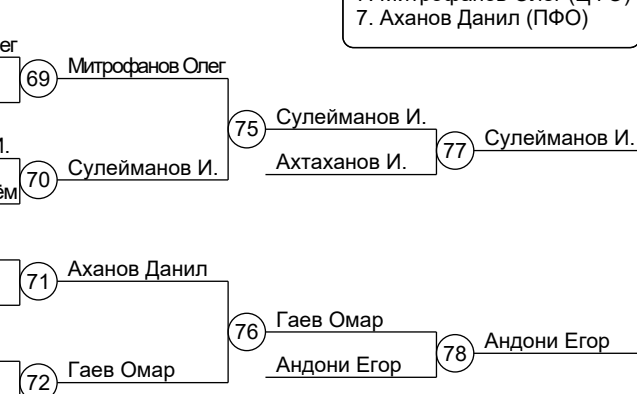 7. Аханов Данил (ПФО)
69
Митрофанов Олег
75
Сулейманов И.
77
Сулейманов И.
Ахтаханов И.
70
Сулейманов И.
71
Аханов Данил
76
Гаев Омар
78
Андони Егор
Андони Егор
72
Гаев Омар